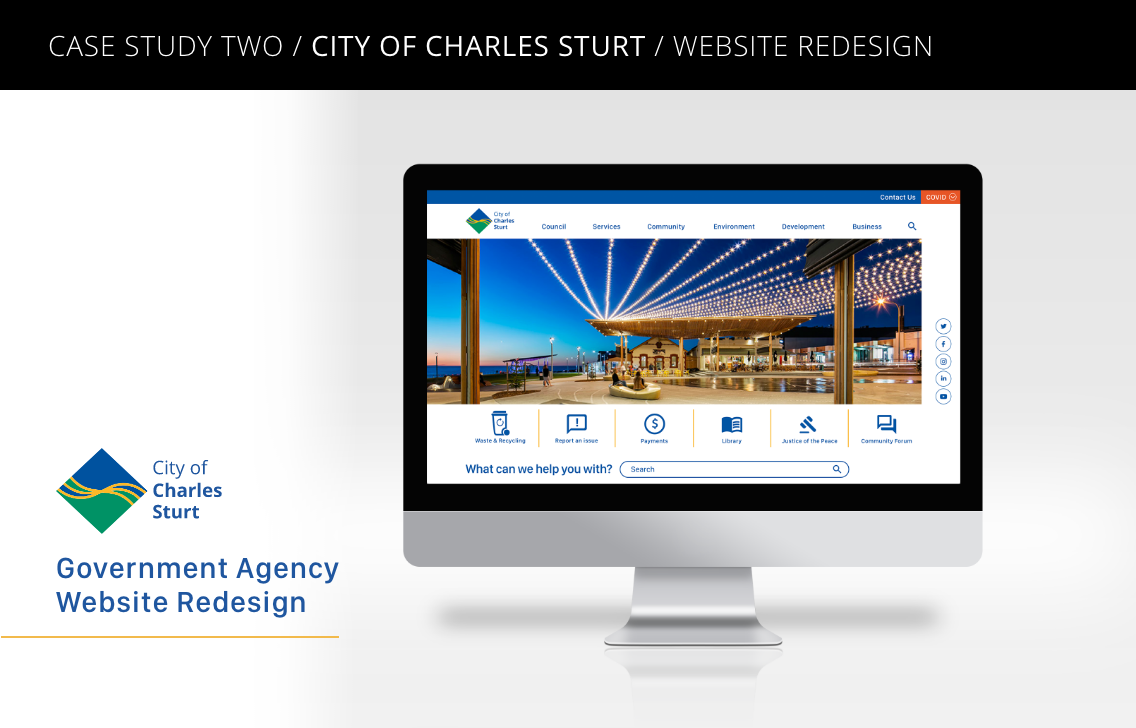 CASE STUDY TWO / CITY OF CHARLES STURT / WEBSITE REDESIGN
Contact Us COVID
City of
Charles
Sturt
Council Services Community Environment Development Business
Waste & Recycling Report an issue Payments Library Justice of the Peace Community Forum
What can we help you with? Search
City of
Charles
Sturt
Government Agency
Website Redesign